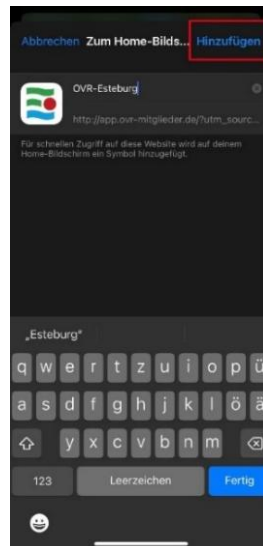 Abbrechen Zum Home-Bilds... Hinzufügen
OVR-Esteburg
http://app.ovr-mitglieder.de/?utm_sourc...
Für schnellen Zugriff auf diese Website wird auf deinem
Home-Bildschirm ein Symbol hinzugefügt.
„Esteburg“
q w e r t z u i o p ü
a s d f g h j k l ö ä
y x c v b n m
123 Leerzeichen Fertig